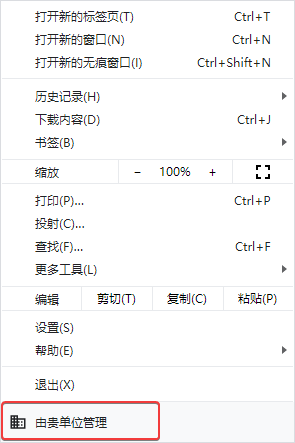 打开新的标签页(T) Ctrl+T
打开新的窗口(N) Ctrl+N
打开新的无痕窗口(I) Ctrl+Shift+N
历史记录(H)
下载内容(D) Ctrl+J
书签(B)
缩放 − 100% +
打印(P)... Ctrl+P
投射(C)...
查找(F)... Ctrl+F
更多工具(L)
编辑 剪切(T) 复制(C) 粘贴(P)
设置(S)
帮助(E)
退出(X)
由贵单位管理